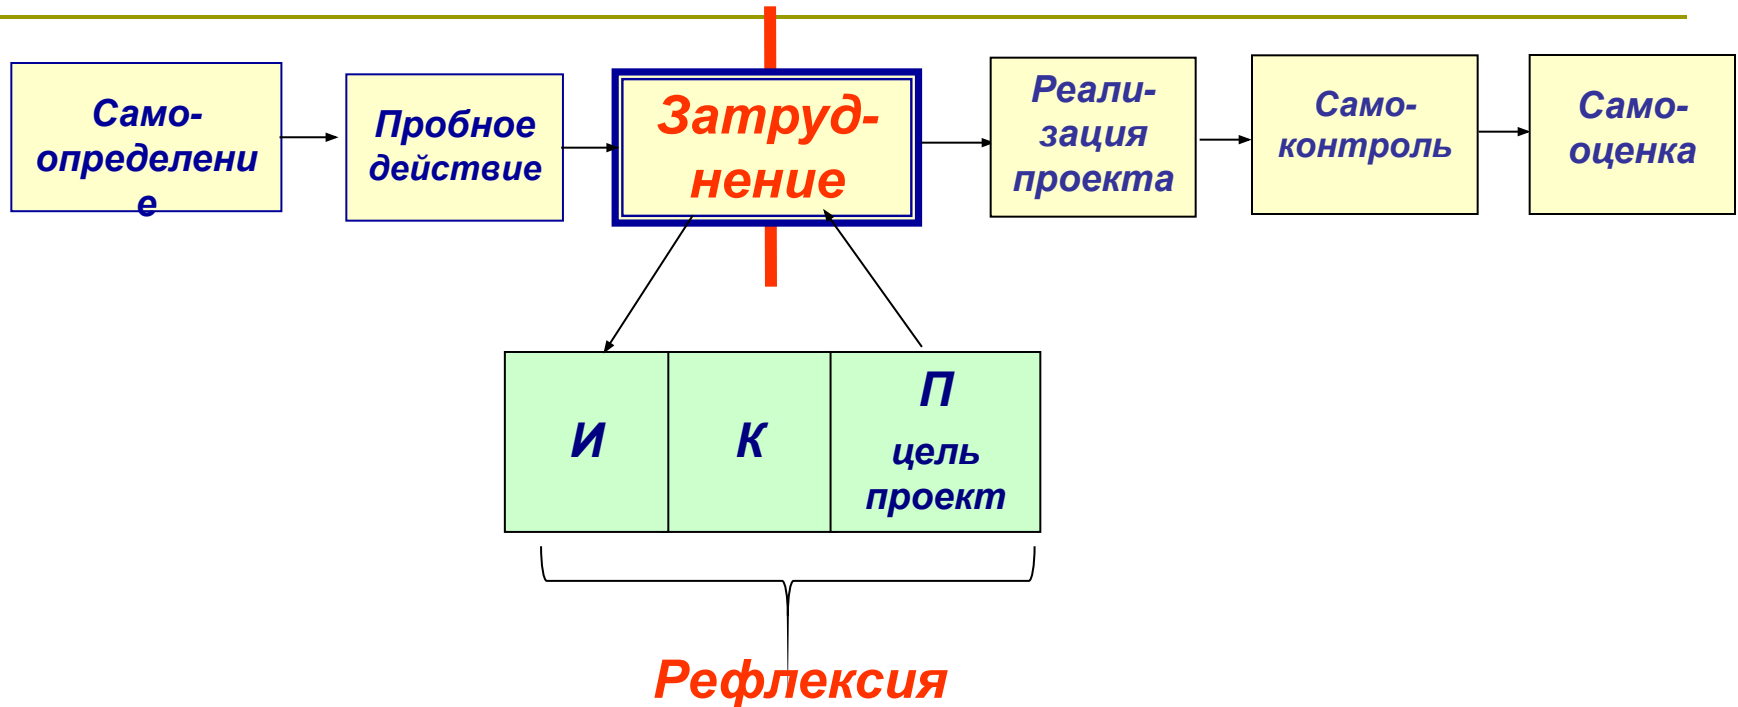 Само-
определени
е
Пробное
действие
Затруд-
нение
Реали-
зация
проекта
Само-
контроль
Само-
оценка
И
К
П
цель
проект
Рефлексия